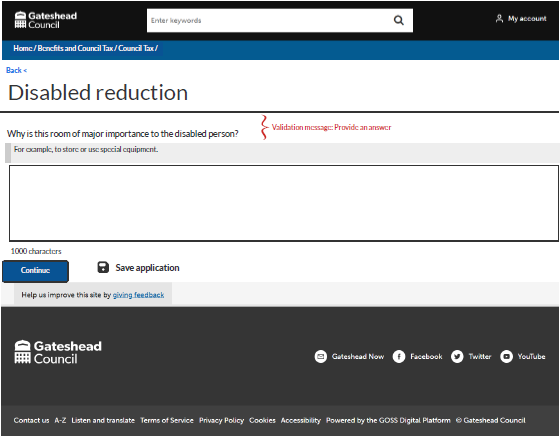 Gateshead
Council
Enter keywords
My account
Home / Benefits and Council Tax / Council Tax /
Back <
Disabled reduction
Why is this room of major importance to the disabled person?
Validation message: Provide an answer
For example, to store or use special equipment.
1000 characters
Continue
Save application
Help us improve this site by giving feedback
Gateshead
Council
Gateshead Now
Facebook
Twitter
YouTube
Contact us A-Z Listen and translate Terms of Service Privacy Policy Cookies Accessibility Powered by the GOSS Digital Platform © Gateshead Council